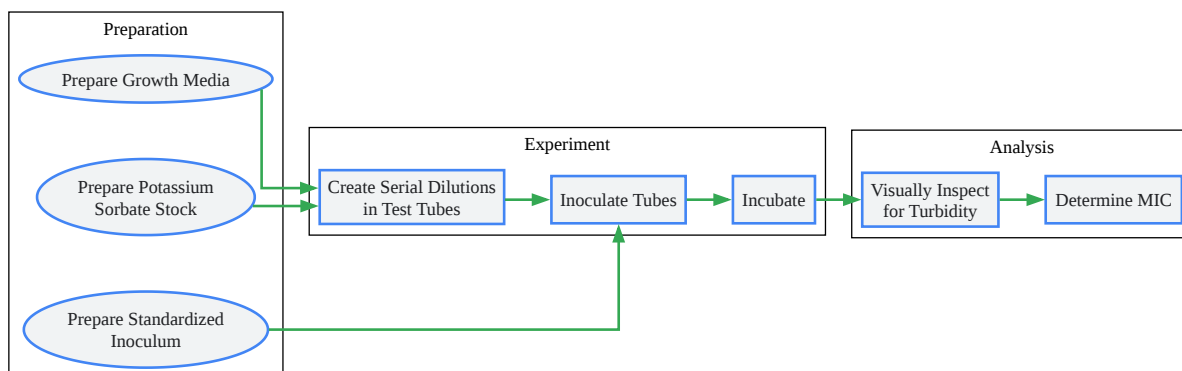 Preparation
Prepare Growth Media
Prepare Potassium
Sorbate Stock
Prepare Standardized
Inoculum
Experiment
Create Serial Dilutions
in Test Tubes
Inoculate Tubes
Incubate
Analysis
Visually Inspect
for Turbidity
Determine MIC